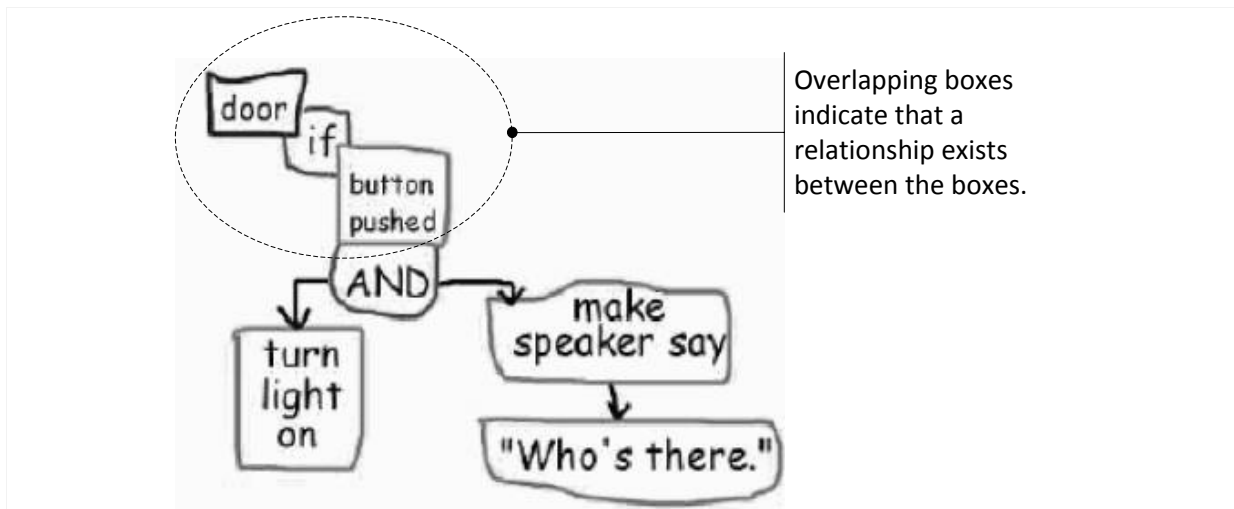 door
if
button
pushed
AND
turn
light
on
make
speaker say
"Who's there."
Overlapping boxes
indicate that a
relationship exists
between the boxes.